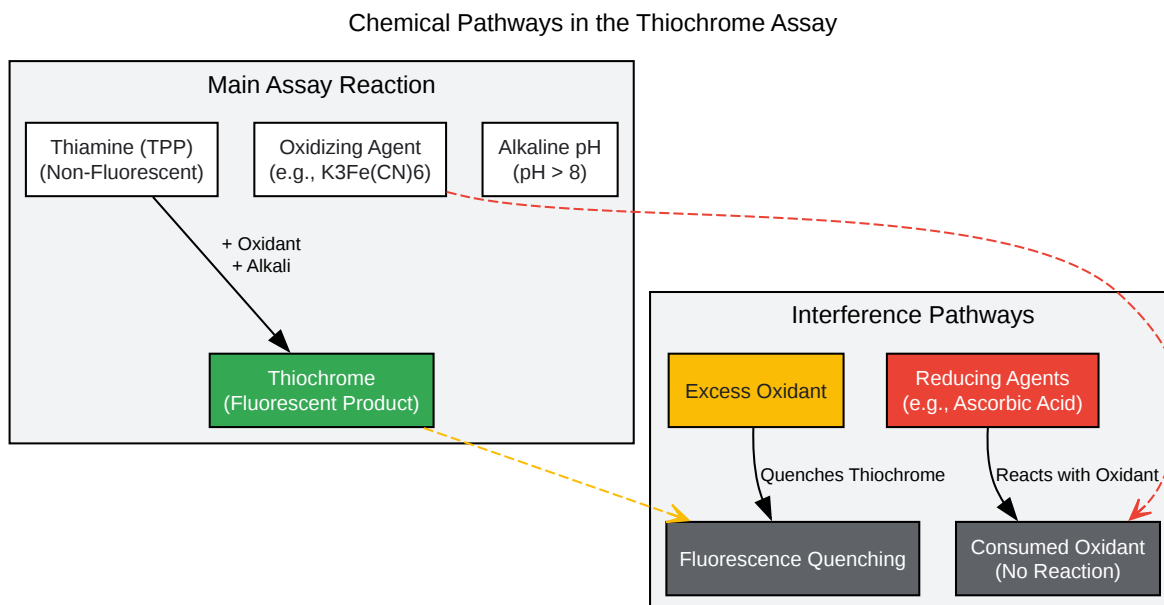 Chemical Pathways in the Thiochrome Assay
Main Assay Reaction
Thiamine (TPP)
(Non-Fluorescent)
Oxidizing Agent
(e.g., K3Fe(CN)6)
Alkaline pH
(pH > 8)
+ Oxidant
+ Alkali
Thiochrome
(Fluorescent Product)
Interference Pathways
Excess Oxidant
Reducing Agents
(e.g., Ascorbic Acid)
Quenches Thiochrome
Reacts with Oxidant
Fluorescence Quenching
Consumed Oxidant
(No Reaction)